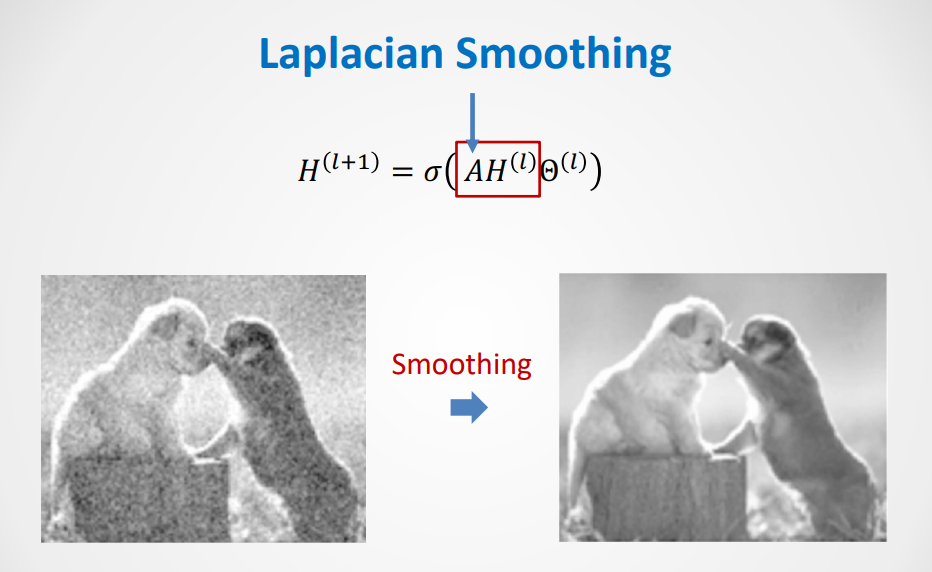 Laplacian Smoothing
H^{(l+1)} = σ(AH^{(l)}Θ^{(l)})
Smoothing